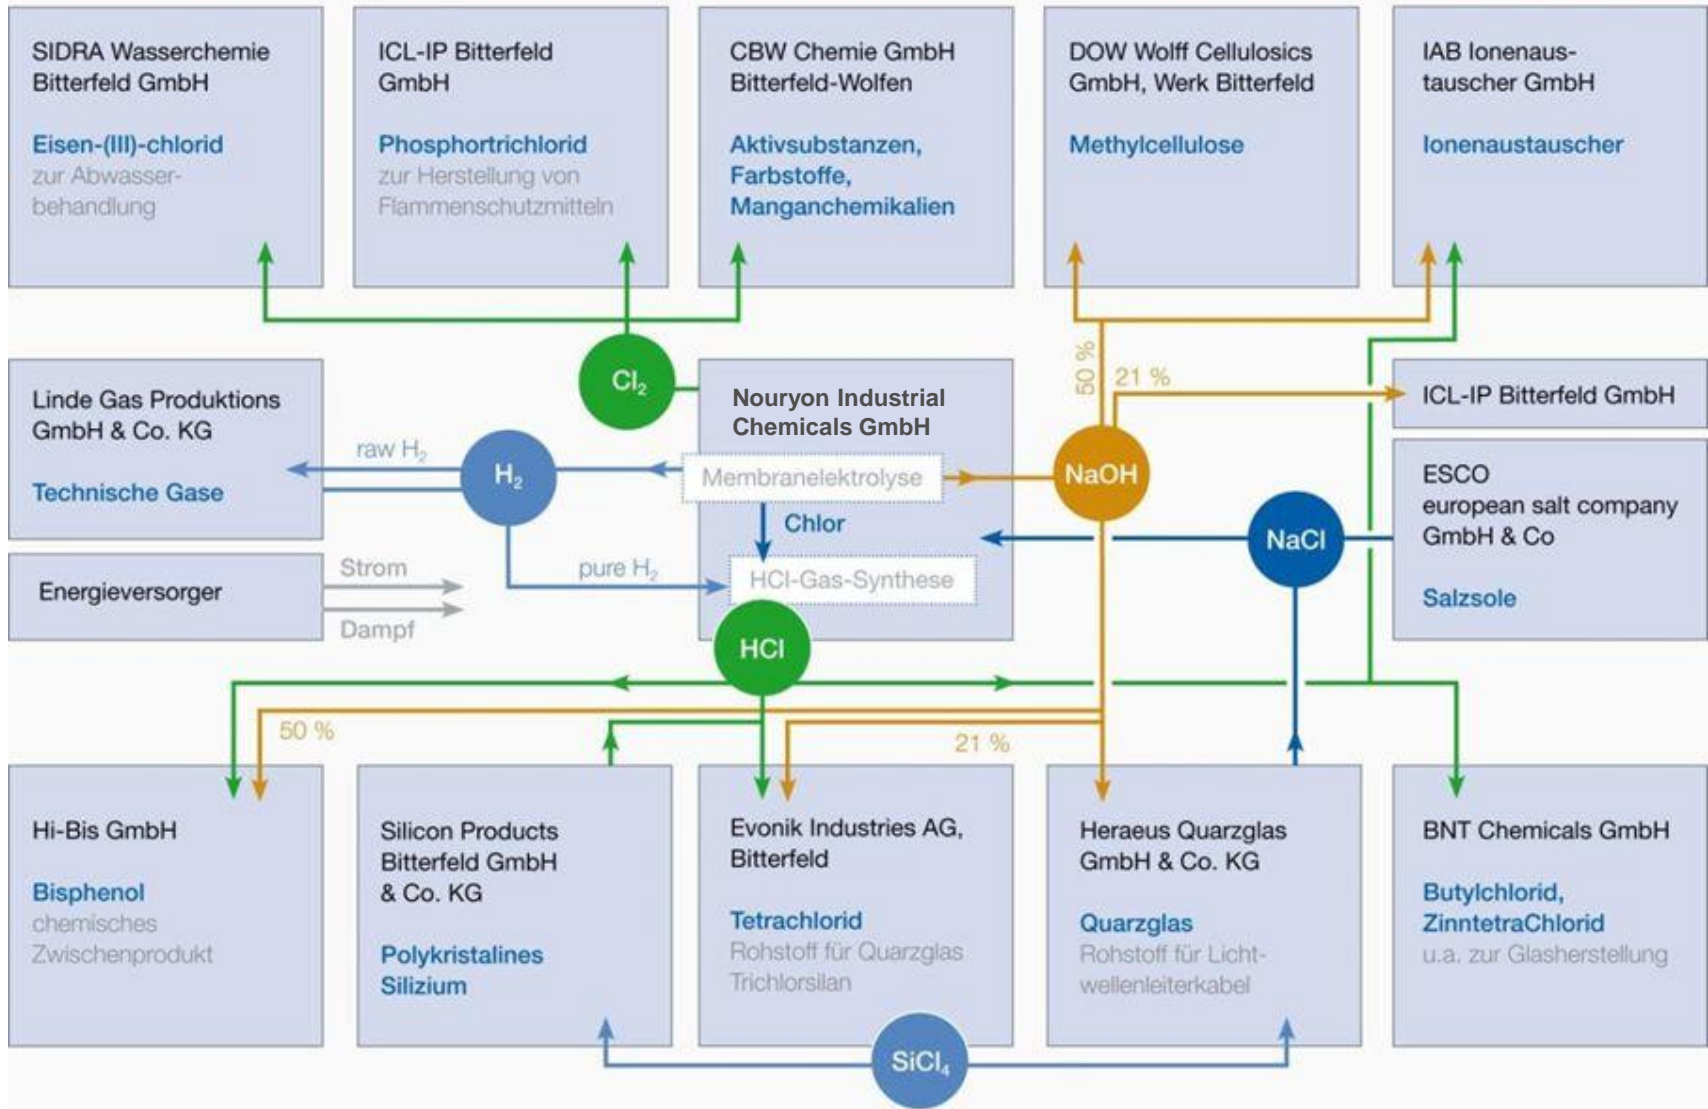 SIDRA Wasserchemie
Bitterfeld GmbH
Eisen-(III)-chlorid
zur Abwasser-
behandlung
ICL-IP Bitterfeld
GmbH
Phosphortrichlorid
zur Herstellung von
Flammenschutzmitteln
CBW Chemie GmbH
Bitterfeld-Wolfen
Aktivsubstanzen,
Farbstoffe,
Manganchemikalien
DOW Wolff Cellulosics
GmbH, Werk Bitterfeld
Methylcellulose
IAB Ionenaus-
tauscher GmbH
Ionenaustauscher
Linde Gas Produktions
GmbH & Co. KG
Technische Gase
raw H₂
H₂
Cl₂
Nouryon Industrial
Chemicals GmbH
Membranelektrolyse
Chlor
HCl-Gas-Synthese
pure H₂
HCl
50 %
21 %
NaOH
NaCl
ICL-IP Bitterfeld GmbH
ESCO
european salt company
GmbH & Co
Salzsole
Energieversorger
Strom
Dampf
50 %
21 %
Hi-Bis GmbH
Bisphenol
chemisches
Zwischenprodukt
Silicon Products
Bitterfeld GmbH
& Co. KG
Polykristalines
Silizium
Evonik Industries AG,
Bitterfeld
Tetrachlorid
Rohstoff für Quarzglas
Trichlorsilan
Heraeus Quarzglas
GmbH & Co. KG
Quarzglas
Rohstoff für Licht-
wellenleiterkabel
BNT Chemicals GmbH
Butylchlorid,
ZinntetraChlorid
u.a. zur Glasherstellung
SiCl₄